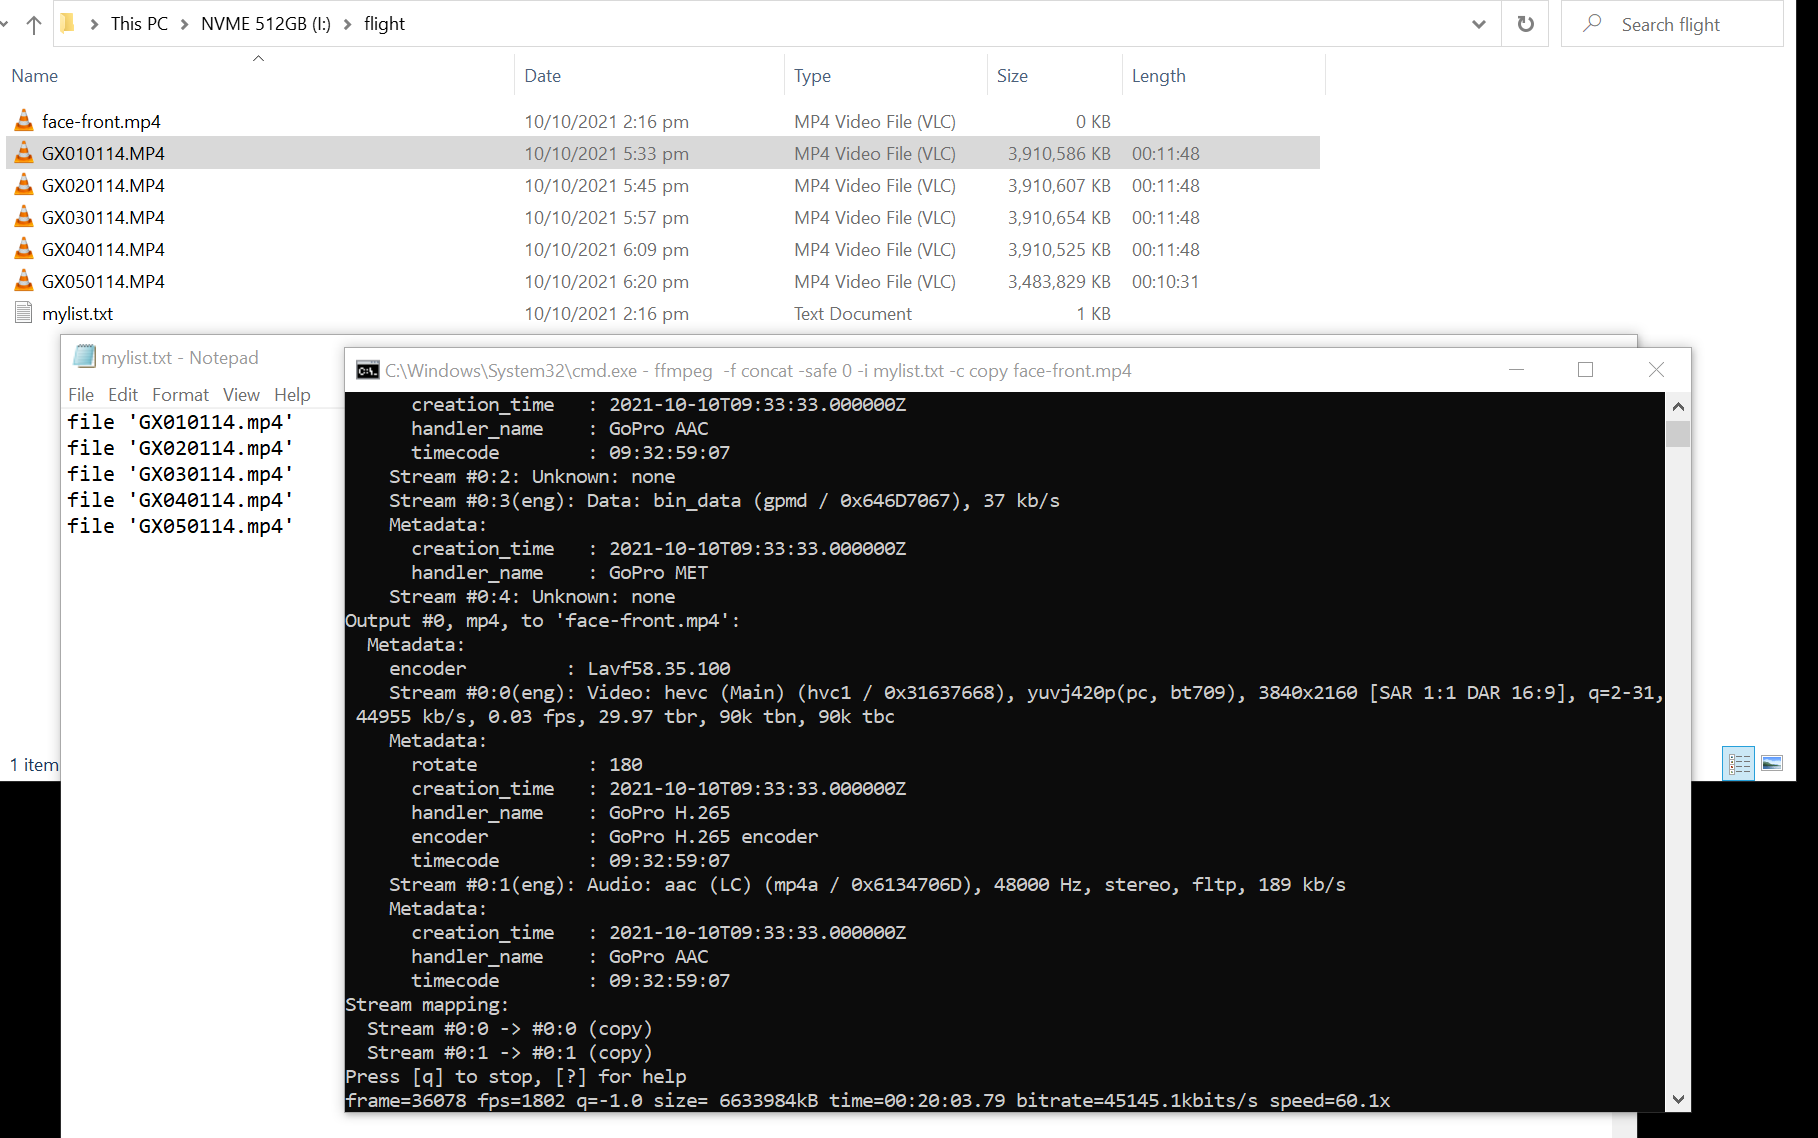 This PC > NVME 512GB (I:) > flight
Search flight
Name Date Type Size Length
face-front.mp4 10/10/2021 2:16 pm MP4 Video File (VLC) 0 KB
GX010114.MP4 10/10/2021 5:33 pm MP4 Video File (VLC) 3,910,586 KB 00:11:48
GX020114.MP4 10/10/2021 5:45 pm MP4 Video File (VLC) 3,910,607 KB 00:11:48
GX030114.MP4 10/10/2021 5:57 pm MP4 Video File (VLC) 3,910,654 KB 00:11:48
GX040114.MP4 10/10/2021 6:09 pm MP4 Video File (VLC) 3,910,525 KB 00:11:48
GX050114.MP4 10/10/2021 6:20 pm MP4 Video File (VLC) 3,483,829 KB 00:10:31
mylist.txt 10/10/2021 2:16 pm Text Document 1 KB
1 item
mylist.txt - Notepad
File Edit Format View Help
file 'GX010114.mp4'
file 'GX020114.mp4'
file 'GX030114.mp4'
file 'GX040114.mp4'
file 'GX050114.mp4'
C:\Windows\System32\cmd.exe - ffmpeg  -f concat -safe 0 -i mylist.txt -c copy face-front.mp4
creation_time   : 2021-10-10T09:33:33.000000Z
handler_name    : GoPro AAC
timecode        : 09:32:59:07
Stream #0:2: Unknown: none
Stream #0:3(eng): Data: bin_data (gpmd / 0x646D7067), 37 kb/s
Metadata:
creation_time   : 2021-10-10T09:33:33.000000Z
handler_name    : GoPro MET
Stream #0:4: Unknown: none
Output #0, mp4, to 'face-front.mp4':
Metadata:
encoder         : Lavf58.35.100
Stream #0:0(eng): Video: hevc (Main) (hvc1 / 0x31637668), yuvj420p(pc, bt709), 3840x2160 [SAR 1:1 DAR 16:9], q=2-31,
44955 kb/s, 0.03 fps, 29.97 tbr, 90k tbn, 90k tbc
Metadata:
rotate          : 180
creation_time   : 2021-10-10T09:33:33.000000Z
handler_name    : GoPro H.265
encoder         : GoPro H.265 encoder
timecode        : 09:32:59:07
Stream #0:1(eng): Audio: aac (LC) (mp4a / 0x6134706D), 48000 Hz, stereo, fltp, 189 kb/s
Metadata:
creation_time   : 2021-10-10T09:33:33.000000Z
handler_name    : GoPro AAC
timecode        : 09:32:59:07
Stream mapping:
Stream #0:0 -> #0:0 (copy)
Stream #0:1 -> #0:1 (copy)
Press [q] to stop, [?] for help
frame=36078 fps=1802 q=-1.0 size= 6633984kB time=00:20:03.79 bitrate=45145.1kbits/s speed=60.1x